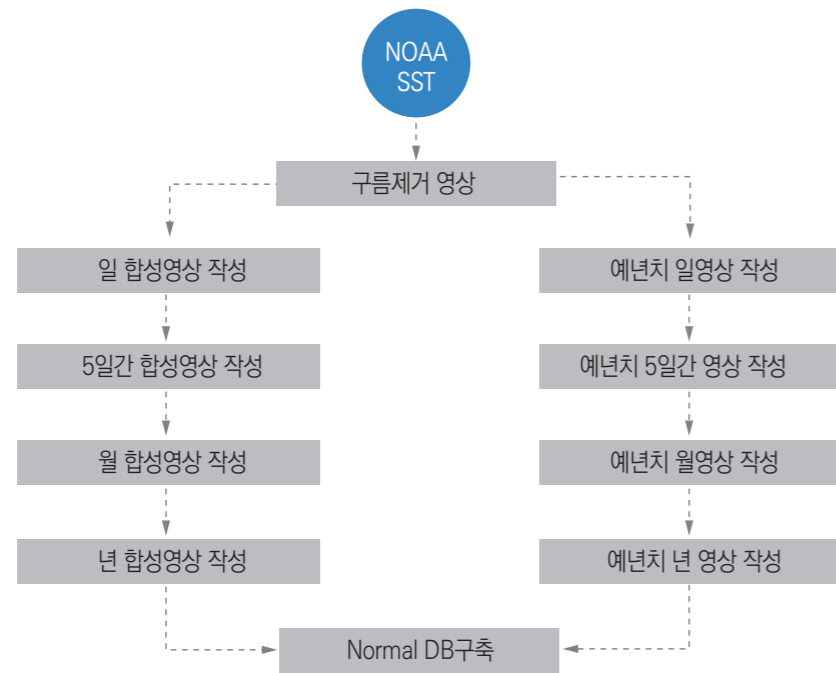 NOAA
SST
구름제거 영상
일 합성영상 작성
예년치 일영상 작성
5일간 합성영상 작성
예년치 5일간 영상 작성
월 합성영상 작성
예년치 월영상 작성
년 합성영상 작성
예년치 년 영상 작성
Normal DB구축